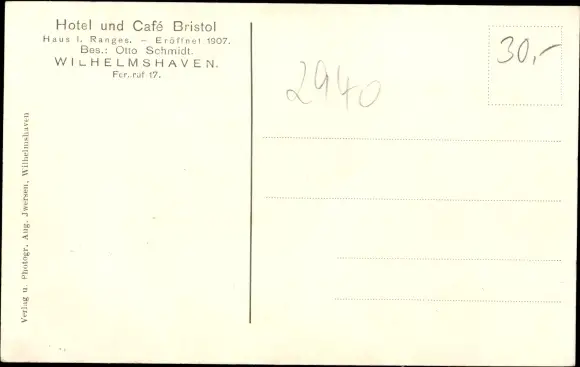 Hotel und Café Bristol
Haus I. Ranges. – Eröffnet 1907.
Bes.: Otto Schmidt.
WILHELMSHAVEN.
Fernruf 17.
Verlag u. Photogr. Aug. Jwersen, Wilhelmshaven
2940
30,-